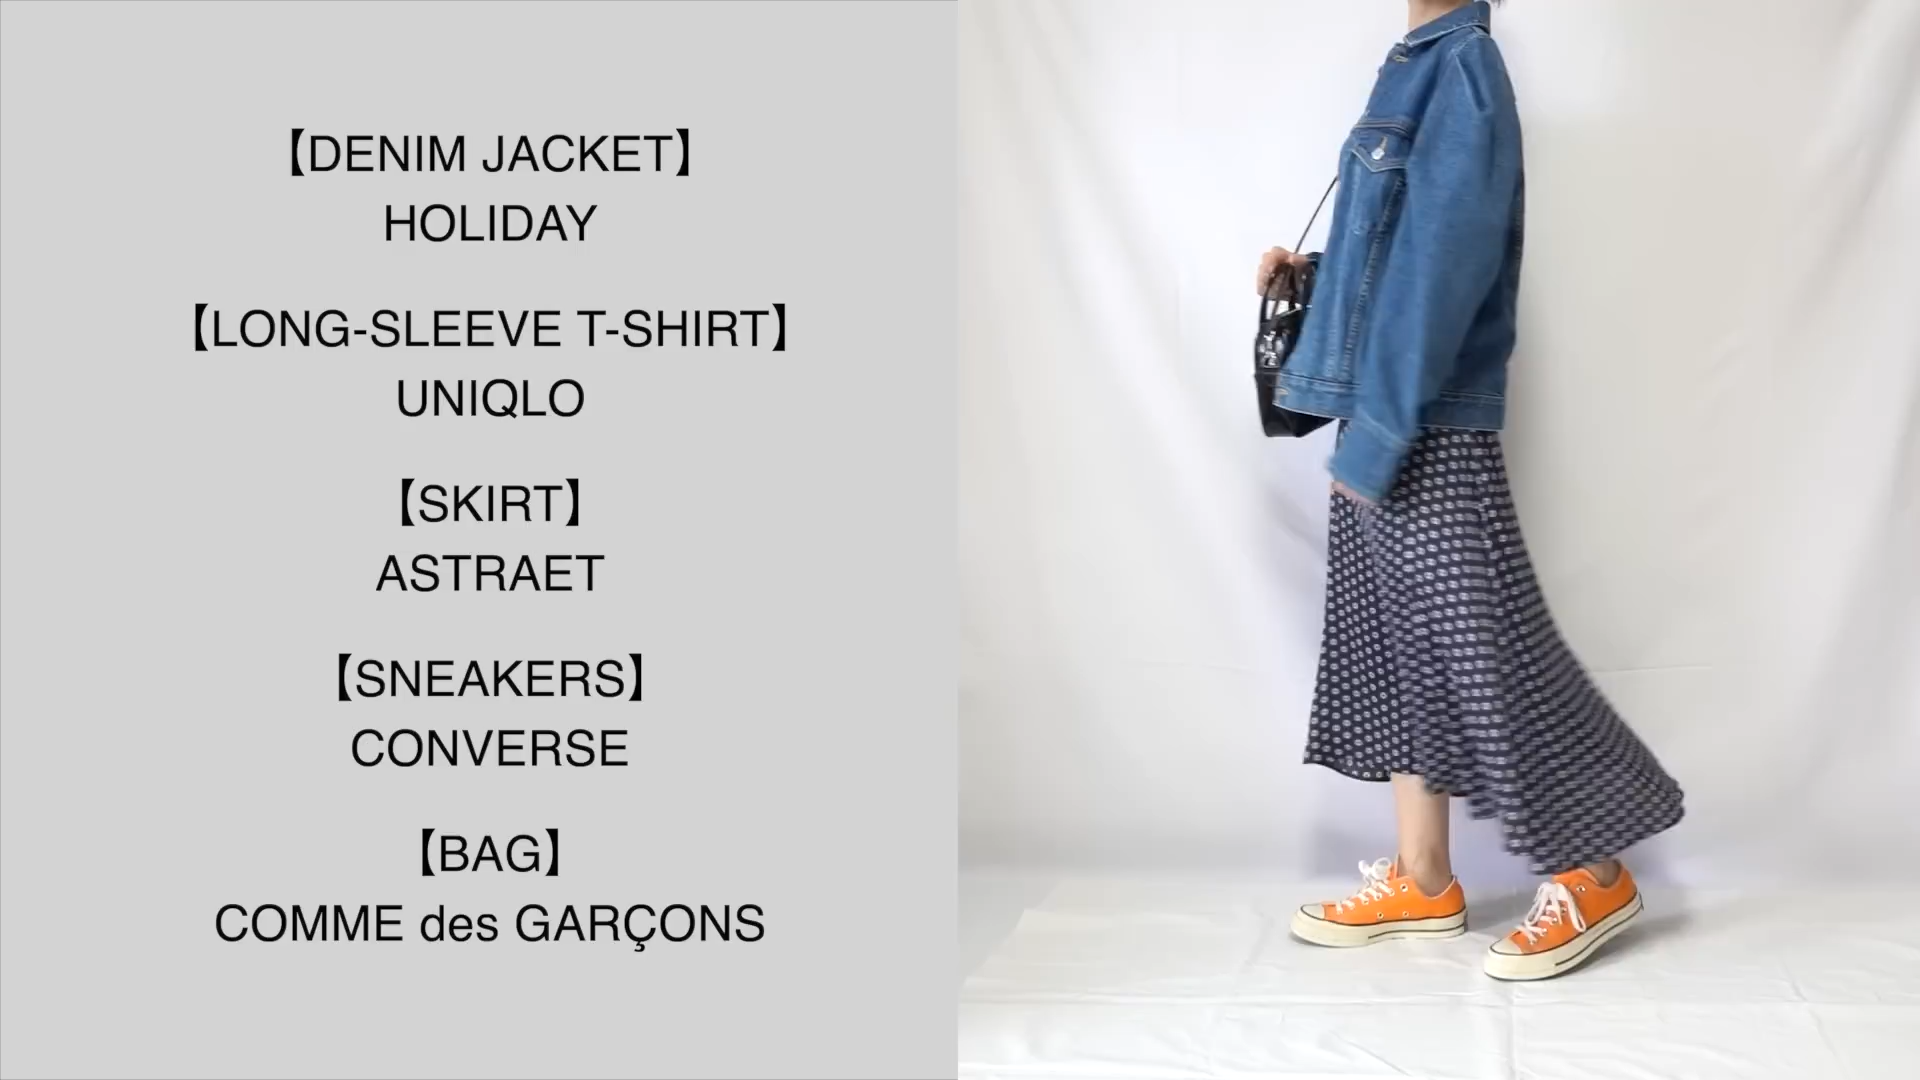 【DENIM JACKET】
HOLIDAY
【LONG-SLEEVE T-SHIRT】
UNIQLO
【SKIRT】
ASTRAET
【SNEAKERS】
CONVERSE
【BAG】
COMME des GARÇONS